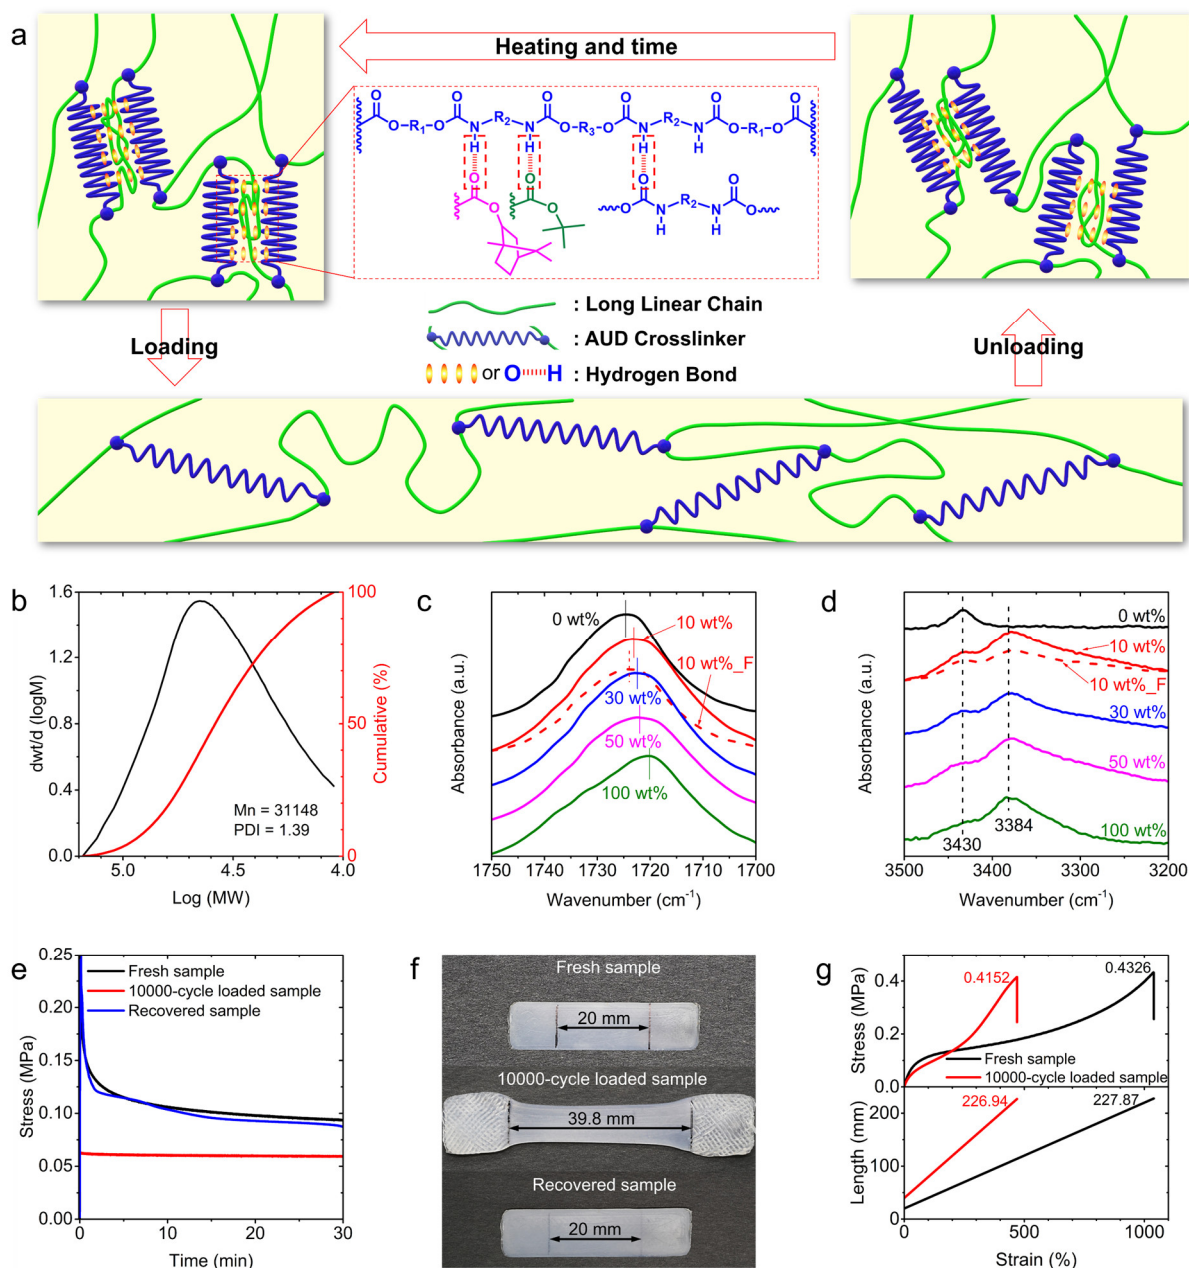 a
Heating and time
O
O
O
O
O
O
O-R₁-O
N-R₂-N
O-R₃-O
N-R₂-N
O-R₁-O
H
H
H
H
O
O
O
O
O
O
O
N-R₂-N
O
H
H
Loading
: Long Linear Chain
: AUD Crosslinker
or O H : Hydrogen Bond
Unloading
b
1.6
1.2
0.8
0.4
0.0
dwt/d (logM)
100
50
0
Cumulative (%)
Mn = 31148
PDI = 1.39
5.0
4.5
4.0
Log (MW)
c
0 wt%
10 wt%
10 wt%_F
30 wt%
50 wt%
100 wt%
Absorbance (a.u.)
1750 1740 1730 1720 1710 1700
Wavenumber (cm⁻¹)
d
0 wt%
10 wt%
10 wt%_F
30 wt%
50 wt%
100 wt%
3430
3384
Absorbance (a.u.)
3500
3400
3300
3200
Wavenumber (cm⁻¹)
e
0.25
0.20
0.15
0.10
0.05
0.00
Stress (MPa)
Fresh sample
10000-cycle loaded sample
Recovered sample
0
10
20
30
Time (min)
f
Fresh sample
20 mm
10000-cycle loaded sample
39.8 mm
Recovered sample
20 mm
g
0.4
0.2
0.0
Stress (MPa)
0.4152
0.4326
Fresh sample
10000-cycle loaded sample
226.94
227.87
200
100
0
Length (mm)
0
500
1000
Strain (%)